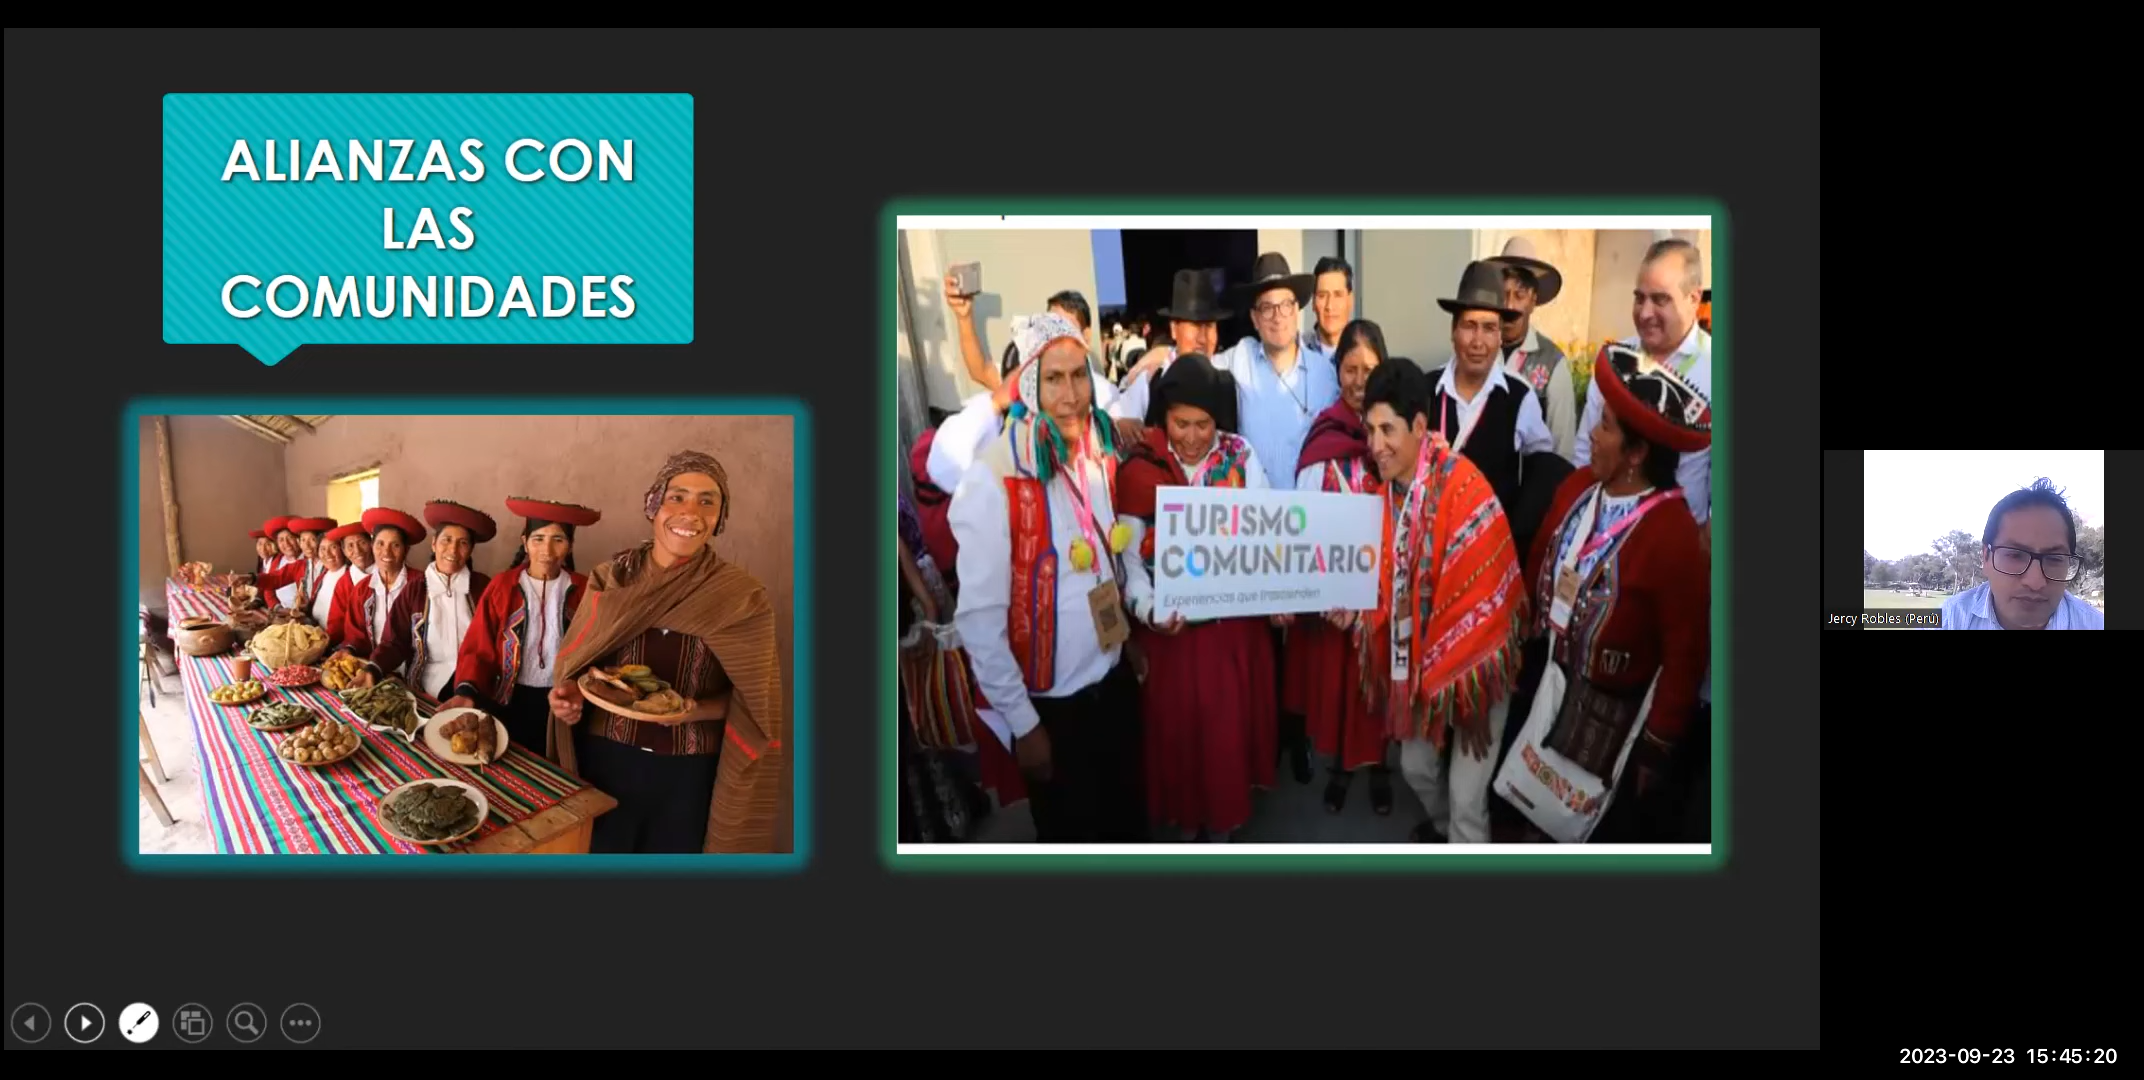 ALIANZAS CON
LAS
COMUNIDADES
TURISMO
COMUNITARIO
Experiencias que trascienden
Jercy Robles (Perú)
2023-09-23 15:45:20